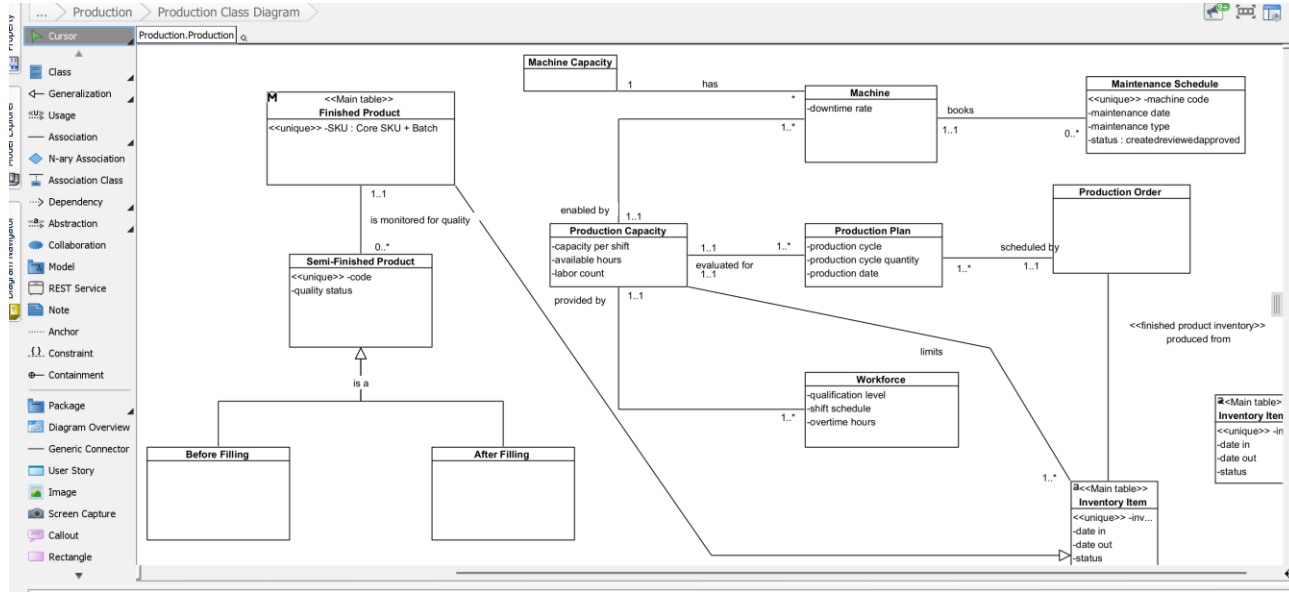 ... Production Production Class Diagram
Property
Cursor
Production.Production
Class
Generalization
Usage
Association
N-ary Association
Association Class
Dependency
Abstraction
Collaboration
Model
REST Service
Note
Anchor
Constraint
Containment
Package
Diagram Overview
Generic Connector
User Story
Image
Screen Capture
Callout
Rectangle
Model Explorer
Diagram Navigator
Machine Capacity
1
has
*
Machine
-downtime rate
books
1..1
0..*
Maintenance Schedule
<<unique>> -machine code
-maintenance date
-maintenance type
-status : createdreviewedapproved
M
<<Main table>>
Finished Product
<<unique>> -SKU : Core SKU + Batch
1..*
1..1
is monitored for quality
0..*
Semi-Finished Product
<<unique>> -code
-quality status
is a
Before Filling
After Filling
enabled by
1..1
Production Capacity
-capacity per shift
-available hours
-labor count
1..1
evaluated for
1..1
1..*
Production Plan
-production cycle
-production cycle quantity
-production date
scheduled by
1..*
1..1
Production Order
provided by
1..1
limits
<<finished product inventory>>
produced from
Workforce
-qualification level
-shift schedule
-overtime hours
1..*
1..*
a<<Main table>>
Inventory Item
<<unique>> -inv...
-date in
-date out
-status
a<Main table>
Inventory Iten
<<unique>> -in
-date in
-date out
-status